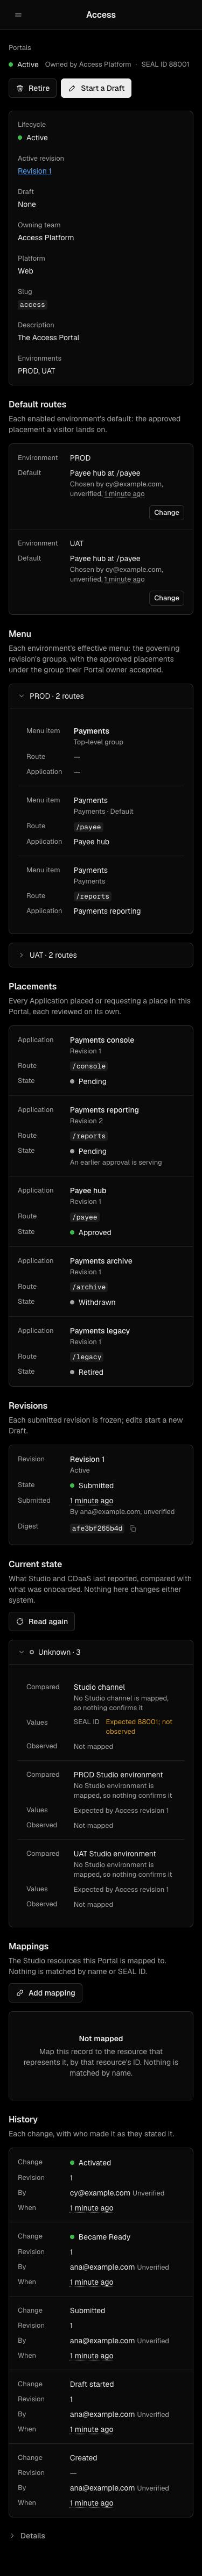 Access
Portals
Active Owned by Access Platform · SEAL ID 88001
Retire
Start a Draft
Lifecycle
Active
Active revision
Revision 1
Draft
None
Owning team
Access Platform
Platform
Web
Slug
access
Description
The Access Portal
Environments
PROD, UAT
Default routes
Each enabled environment's default: the approved
placement a visitor lands on.
Environment PROD
Default Payee hub at /payee
Chosen by cy@example.com,
unverified, 1 minute ago
Change
Environment UAT
Default Payee hub at /payee
Chosen by cy@example.com,
unverified, 1 minute ago
Change
Menu
Each environment's effective menu: the governing
revision's groups, with the approved placements
under the group their Portal owner accepted.
PROD · 2 routes
Menu item Payments
Top-level group
Route —
Application —
Menu item Payments
Payments · Default
Route /payee
Application Payee hub
Menu item Payments
Payments
Route /reports
Application Payments reporting
UAT · 2 routes
Placements
Every Application placed or requesting a place in this
Portal, each reviewed on its own.
Application Payments console
Revision 1
Route /console
State Pending
Application Payments reporting
Revision 2
Route /reports
State Pending
An earlier approval is serving
Application Payee hub
Revision 1
Route /payee
State Approved
Application Payments archive
Revision 1
Route /archive
State Withdrawn
Application Payments legacy
Revision 1
Route /legacy
State Retired
Revisions
Each submitted revision is frozen; edits start a new
Draft.
Revision Revision 1
Active
State Submitted
Submitted 1 minute ago
By ana@example.com, unverified
Digest afe3bf265b4d
Current state
What Studio and CDaaS last reported, compared with
what was onboarded. Nothing here changes either
system.
Read again
Unknown · 3
Compared Studio channel
No Studio channel is mapped,
so nothing confirms it
Values SEAL ID Expected 88001; not
observed
Observed Not mapped
Compared PROD Studio environment
No Studio environment is
mapped, so nothing confirms it
Values Expected by Access revision 1
Observed Not mapped
Compared UAT Studio environment
No Studio environment is
mapped, so nothing confirms it
Values Expected by Access revision 1
Observed Not mapped
Mappings
The Studio resources this Portal is mapped to.
Nothing is matched by name or SEAL ID.
Add mapping
Not mapped
Map this record to the resource that
represents it, by that resource's ID. Nothing is
matched by name.
History
Each change, with who made it as they stated it.
Change Activated
Revision 1
By cy@example.com Unverified
When 1 minute ago
Change Became Ready
Revision 1
By ana@example.com Unverified
When 1 minute ago
Change Submitted
Revision 1
By ana@example.com Unverified
When 1 minute ago
Change Draft started
Revision 1
By ana@example.com Unverified
When 1 minute ago
Change Created
Revision —
By ana@example.com Unverified
When 1 minute ago
Details